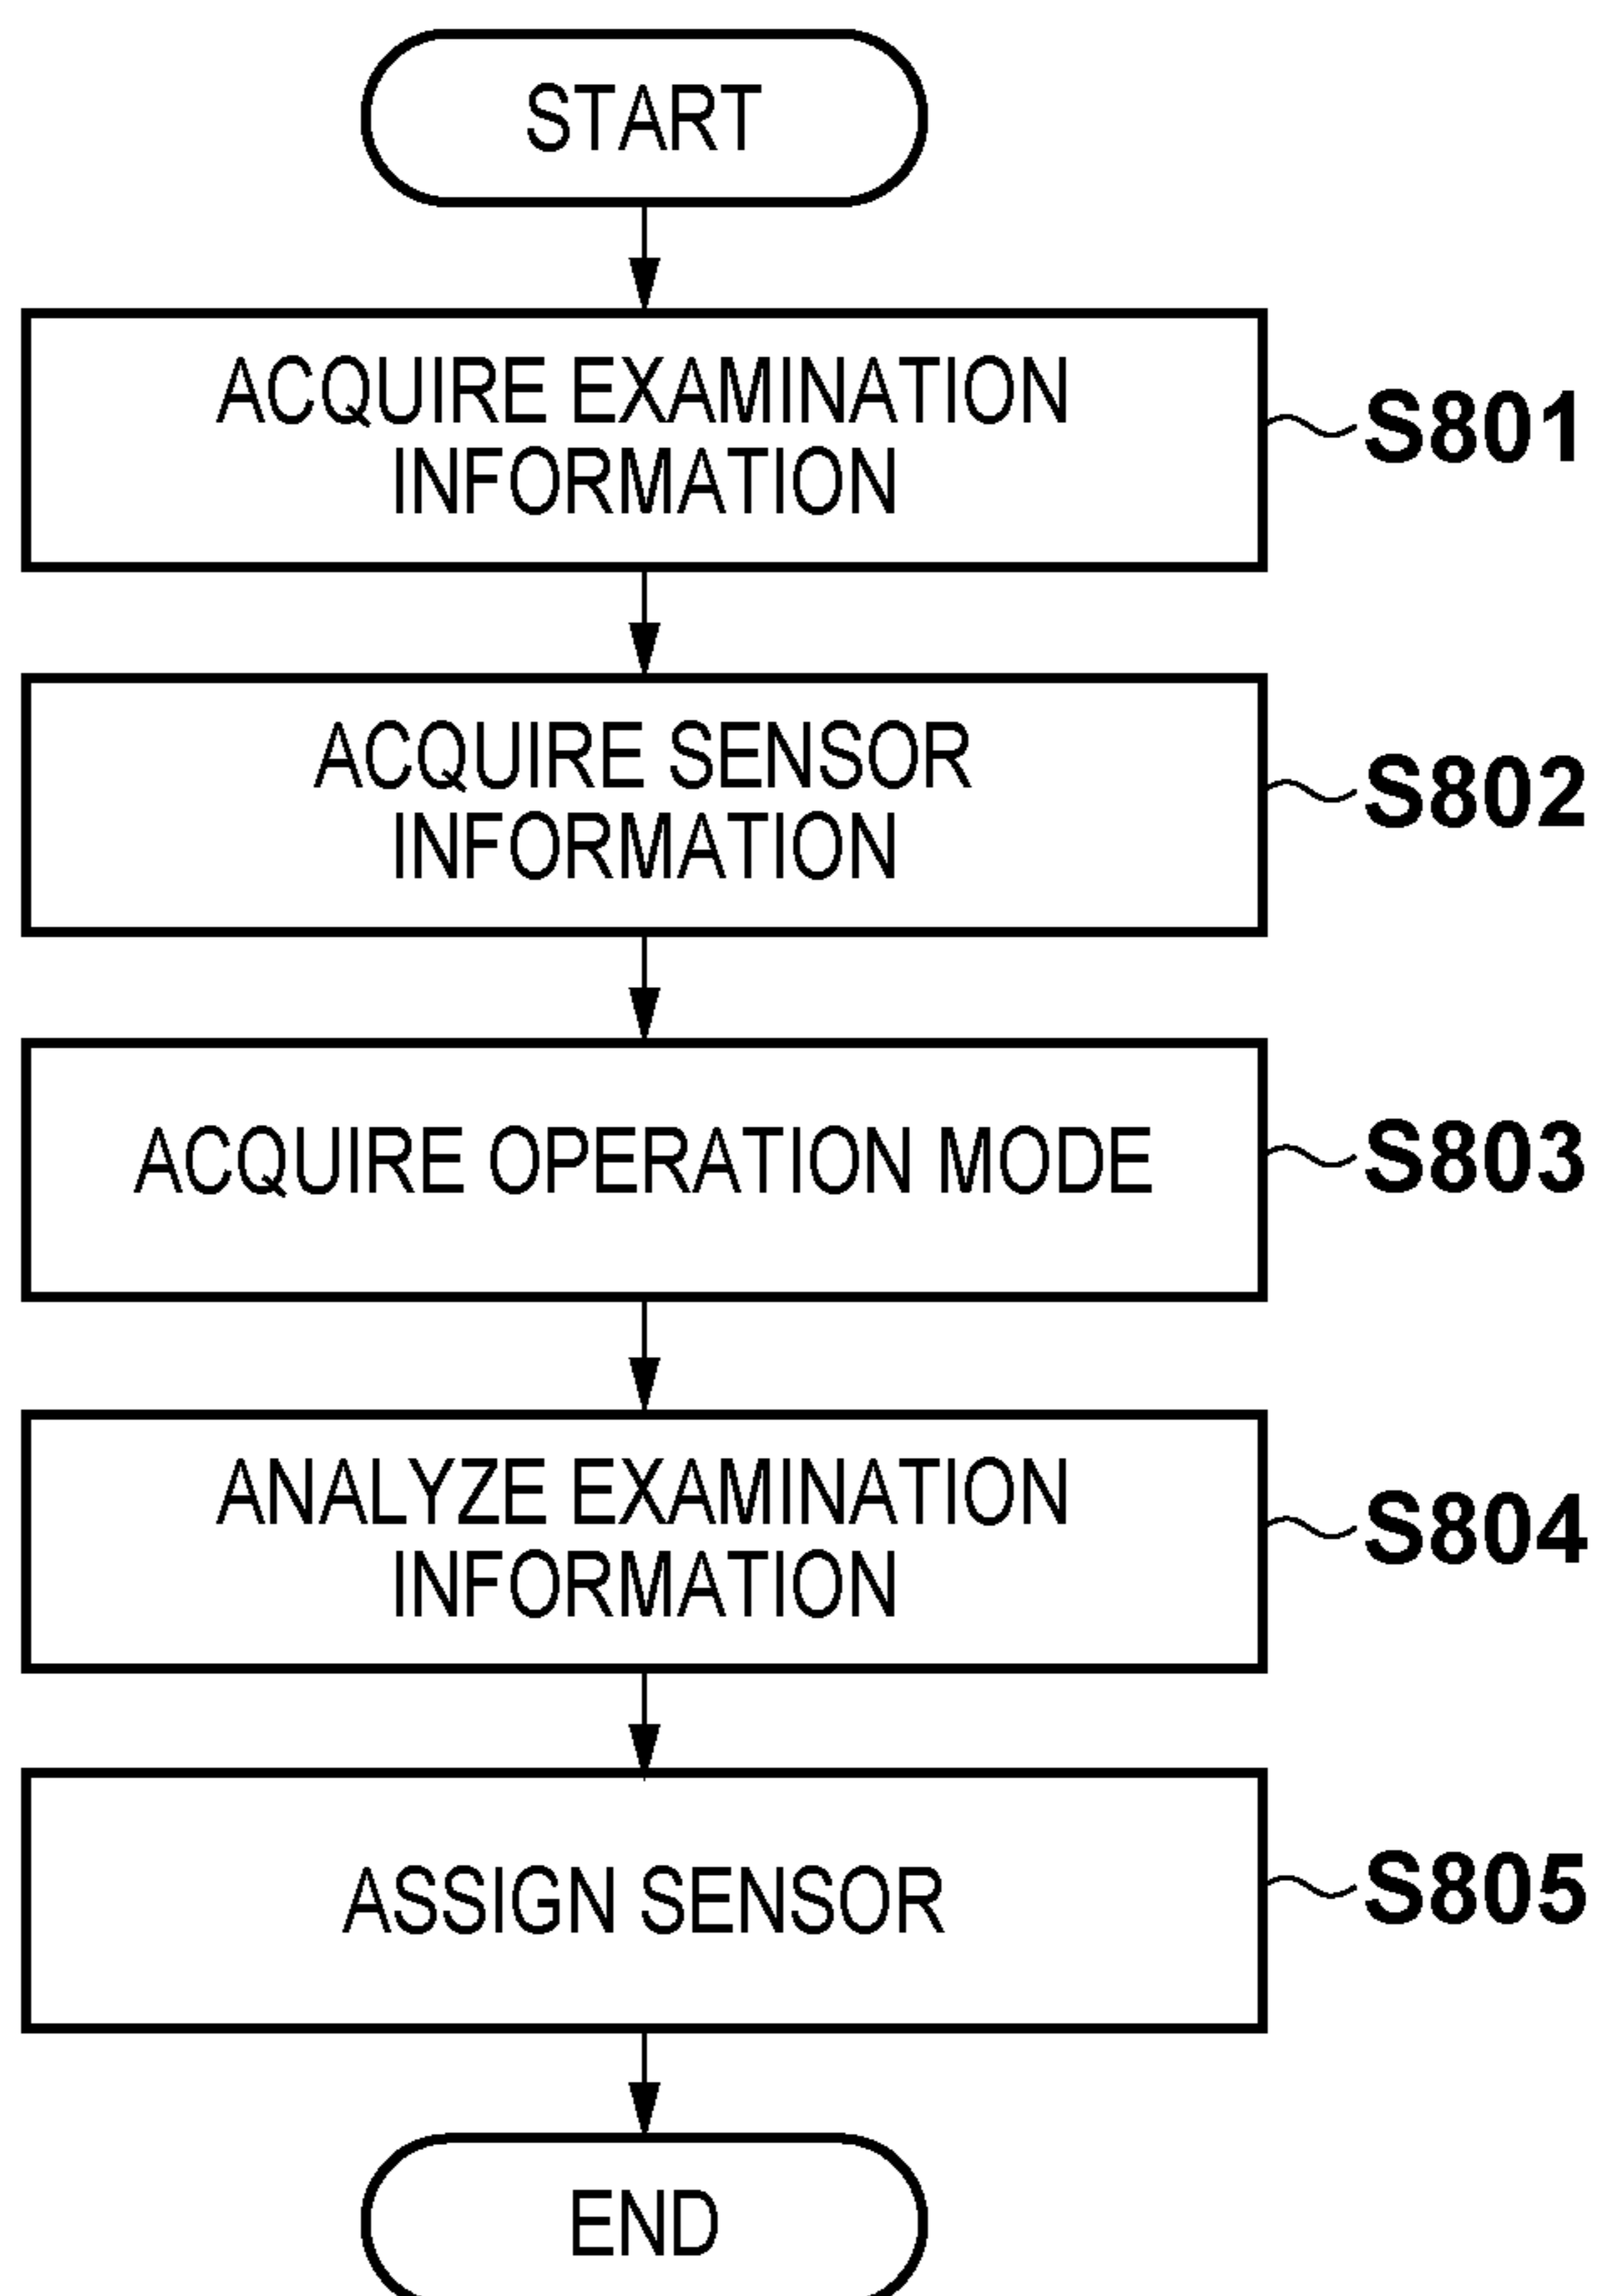 START
ACQUIRE EXAMINATION
INFORMATION
S801
ACQUIRE SENSOR
INFORMATION
S802
ACQUIRE OPERATION MODE
S803
ANALYZE EXAMINATION
INFORMATION
S804
ASSIGN SENSOR
S805
END